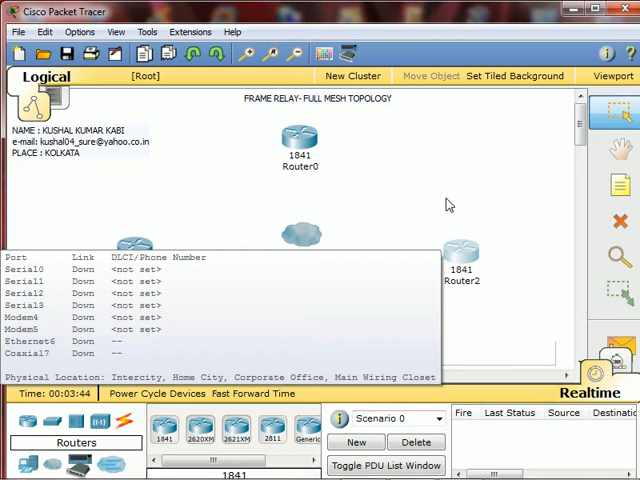 Cisco Packet Tracer
File Edit Options View Tools Extensions Help
Logical [Root] New Cluster Move Object Set Tiled Background Viewport
FRAME RELAY- FULL MESH TOPOLOGY
NAME : KUSHAL KUMAR KABI
e-mail: kushal04_sure@yahoo.co.in
PLACE : KOLKATA
1841
Router0
1841
Router2
Port Link DLCI/Phone Number
Serial0 Down <not set>
Serial1 Down <not set>
Serial2 Down <not set>
Serial3 Down <not set>
Modem4 Down <not set>
Modem5 Down <not set>
Ethernet6 Down --
Coaxial7 Down --
Physical Location: Intercity, Home City, Corporate Office, Main Wiring Closet
Time: 00:03:44 Power Cycle Devices Fast Forward Time Realtime
Routers
1841 2620XM 2621XM 2811 Generic
1841
Scenario 0
New Delete
Toggle PDU List Window
Fire Last Status Source Destinatio